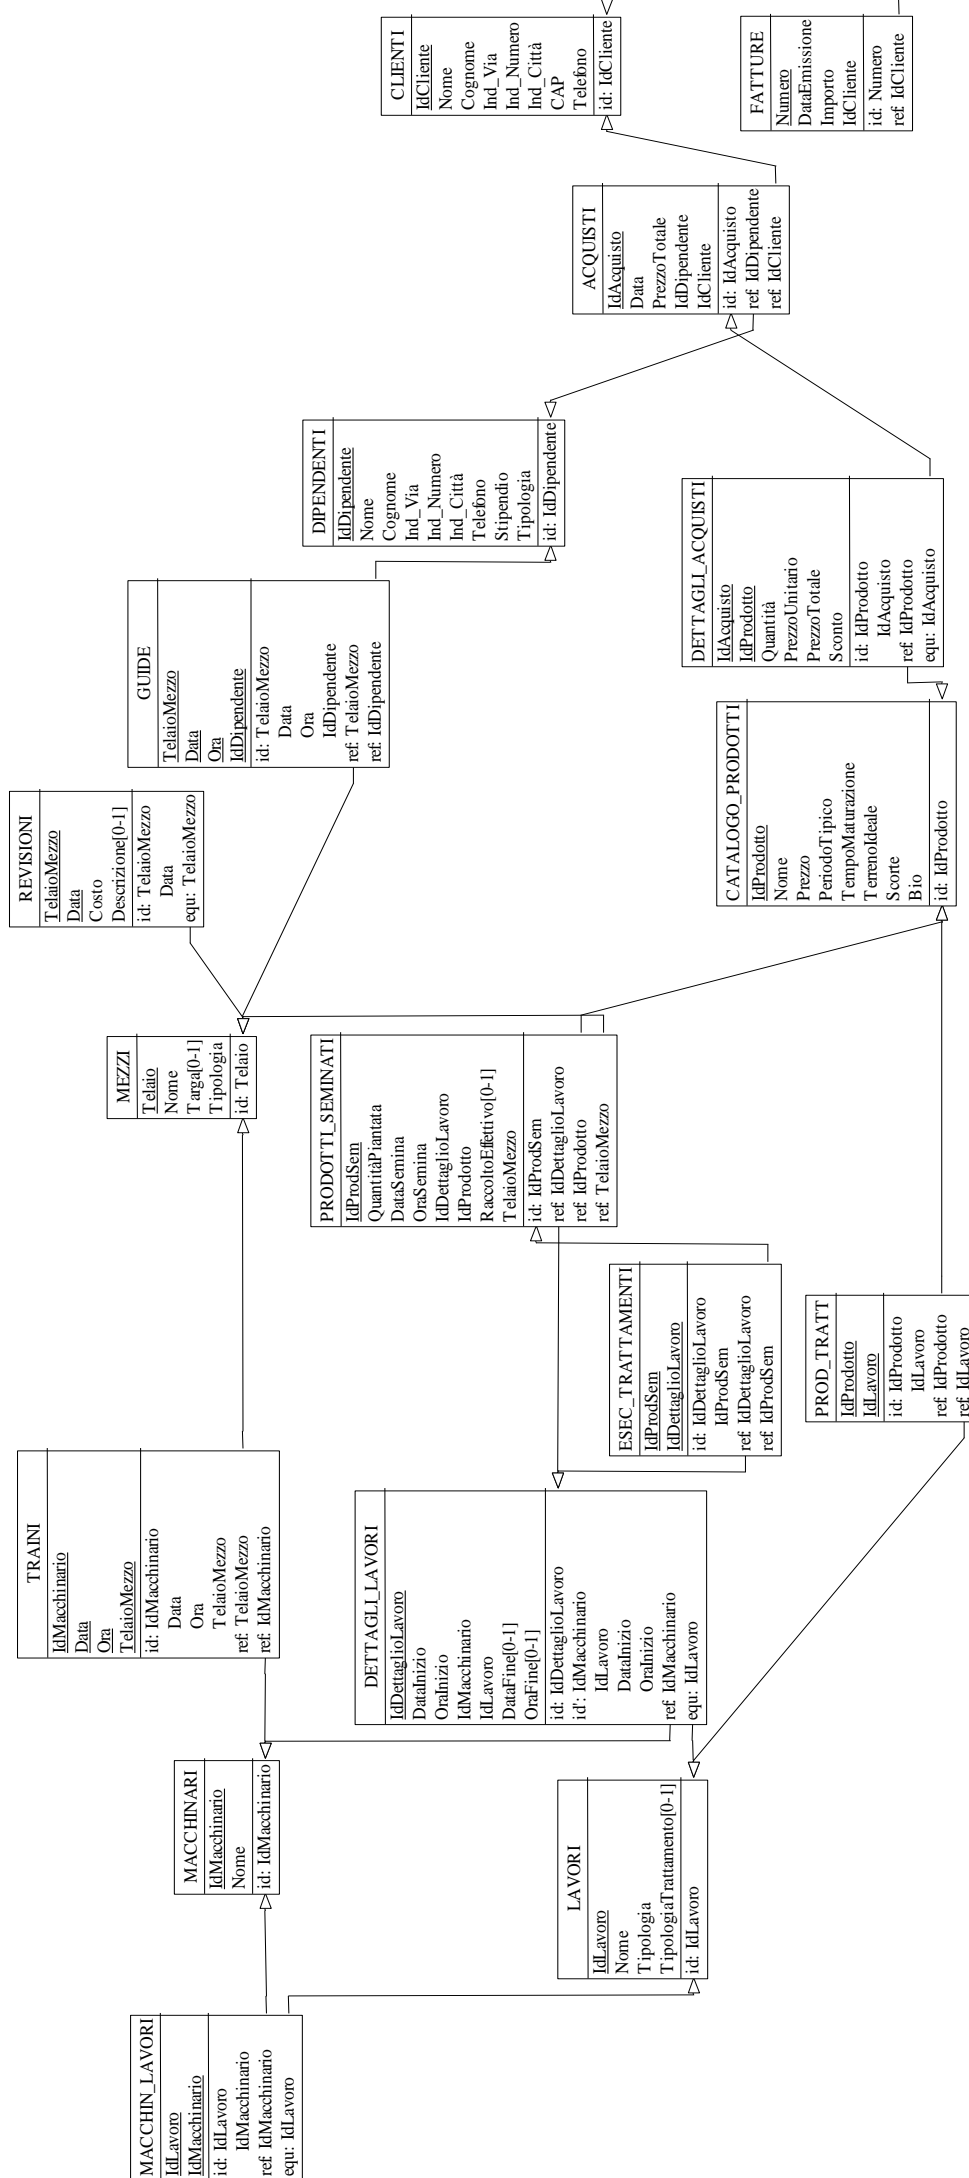 MACCHIN_LAVORI
IdLavoro
IdMacchinario
id: IdLavoro
IdMacchinario
ref: IdMacchinario
equ: IdLavoro
MACCHINARI
IdMacchinario
Nome
id: IdMacchinario
LAVORI
IdLavoro
Nome
Tipologia
TipologiaTrattamento[0-1]
id: IdLavoro
TRAINI
IdMacchinario
Data
Ora
TelaioMezzo
id: IdMacchinario
Data
Ora
TelaioMezzo
ref: TelaioMezzo
ref: IdMacchinario
DETTAGLI_LAVORI
IdDettaglioLavoro
DataInizio
OraInizio
IdMacchinario
IdLavoro
DataFine[0-1]
OraFine[0-1]
id: IdDettaglioLavoro
id': IdMacchinario
IdLavoro
DataInizio
OraInizio
ref: IdMacchinario
equ: IdLavoro
ESEC_TRATTAMENTI
IdProdSem
IdDettaglioLavoro
id: IdDettaglioLavoro
IdProdSem
ref: IdDettaglioLavoro
ref: IdProdSem
PROD_TRATT
IdProdotto
IdLavoro
id: IdProdotto
IdLavoro
ref: IdProdotto
ref: IdLavoro
MEZZI
Telaio
Nome
Targa[0-1]
Tipologia
id: Telaio
PRODOTTI_SEMINATI
IdProdSem
QuantitàPiantata
DataSemina
OraSemina
IdDettaglioLavoro
IdProdotto
RaccoltoEffettivo[0-1]
TelaioMezzo
id: IdProdSem
ref: IdDettaglioLavoro
ref: IdProdotto
ref: TelaioMezzo
REVISIONI
TelaioMezzo
Data
Costo
Descrizione[0-1]
id: TelaioMezzo
Data
equ: TelaioMezzo
GUIDE
TelaioMezzo
Data
Ora
IdDipendente
id: TelaioMezzo
Data
Ora
IdDipendente
ref: TelaioMezzo
ref: IdDipendente
CATALOGO_PRODOTTI
IdProdotto
Nome
Prezzo
PeriodoTipico
TempoMaturazione
TerrenoIdeale
Scorte
Bio
id: IdProdotto
DIPENDENTI
IdDipendente
Nome
Cognome
Ind_Via
Ind_Numero
Ind_Città
Telefono
Stipendio
Tipologia
id: IdDipendente
DETTAGLI_ACQUISTI
IdAcquisto
IdProdotto
Quantità
PrezzoUnitario
PrezzoTotale
Sconto
id: IdProdotto
IdAcquisto
ref: IdProdotto
equ: IdAcquisto
ACQUISTI
IdAcquisto
Data
PrezzoTotale
IdDipendente
IdCliente
id: IdAcquisto
ref: IdDipendente
ref: IdCliente
CLIENTI
IdCliente
Nome
Cognome
Ind_Via
Ind_Numero
Ind_Città
CAP
Telefono
id: IdCliente
FATTURE
Numero
DataEmissione
Importo
IdCliente
id: Numero
ref: IdCliente